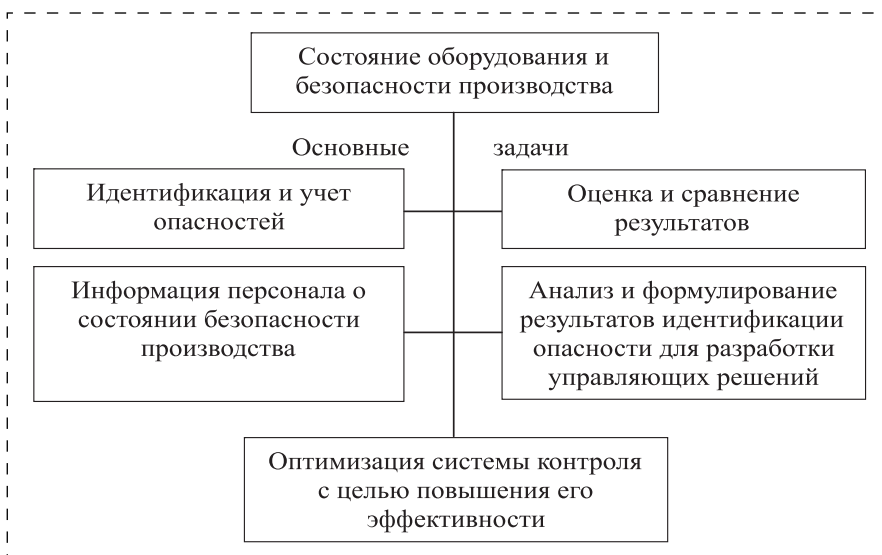 Состояние оборудования и
безопасности производства
Основные задачи
Идентификация и учет
опасностей
Оценка и сравнение
результатов
Информация персонала о
состоянии безопасности
производства
Анализ и формулирование
результатов идентификации
опасности для разработки
управляющих решений
Оптимизация системы контроля
с целью повышения его
эффективности